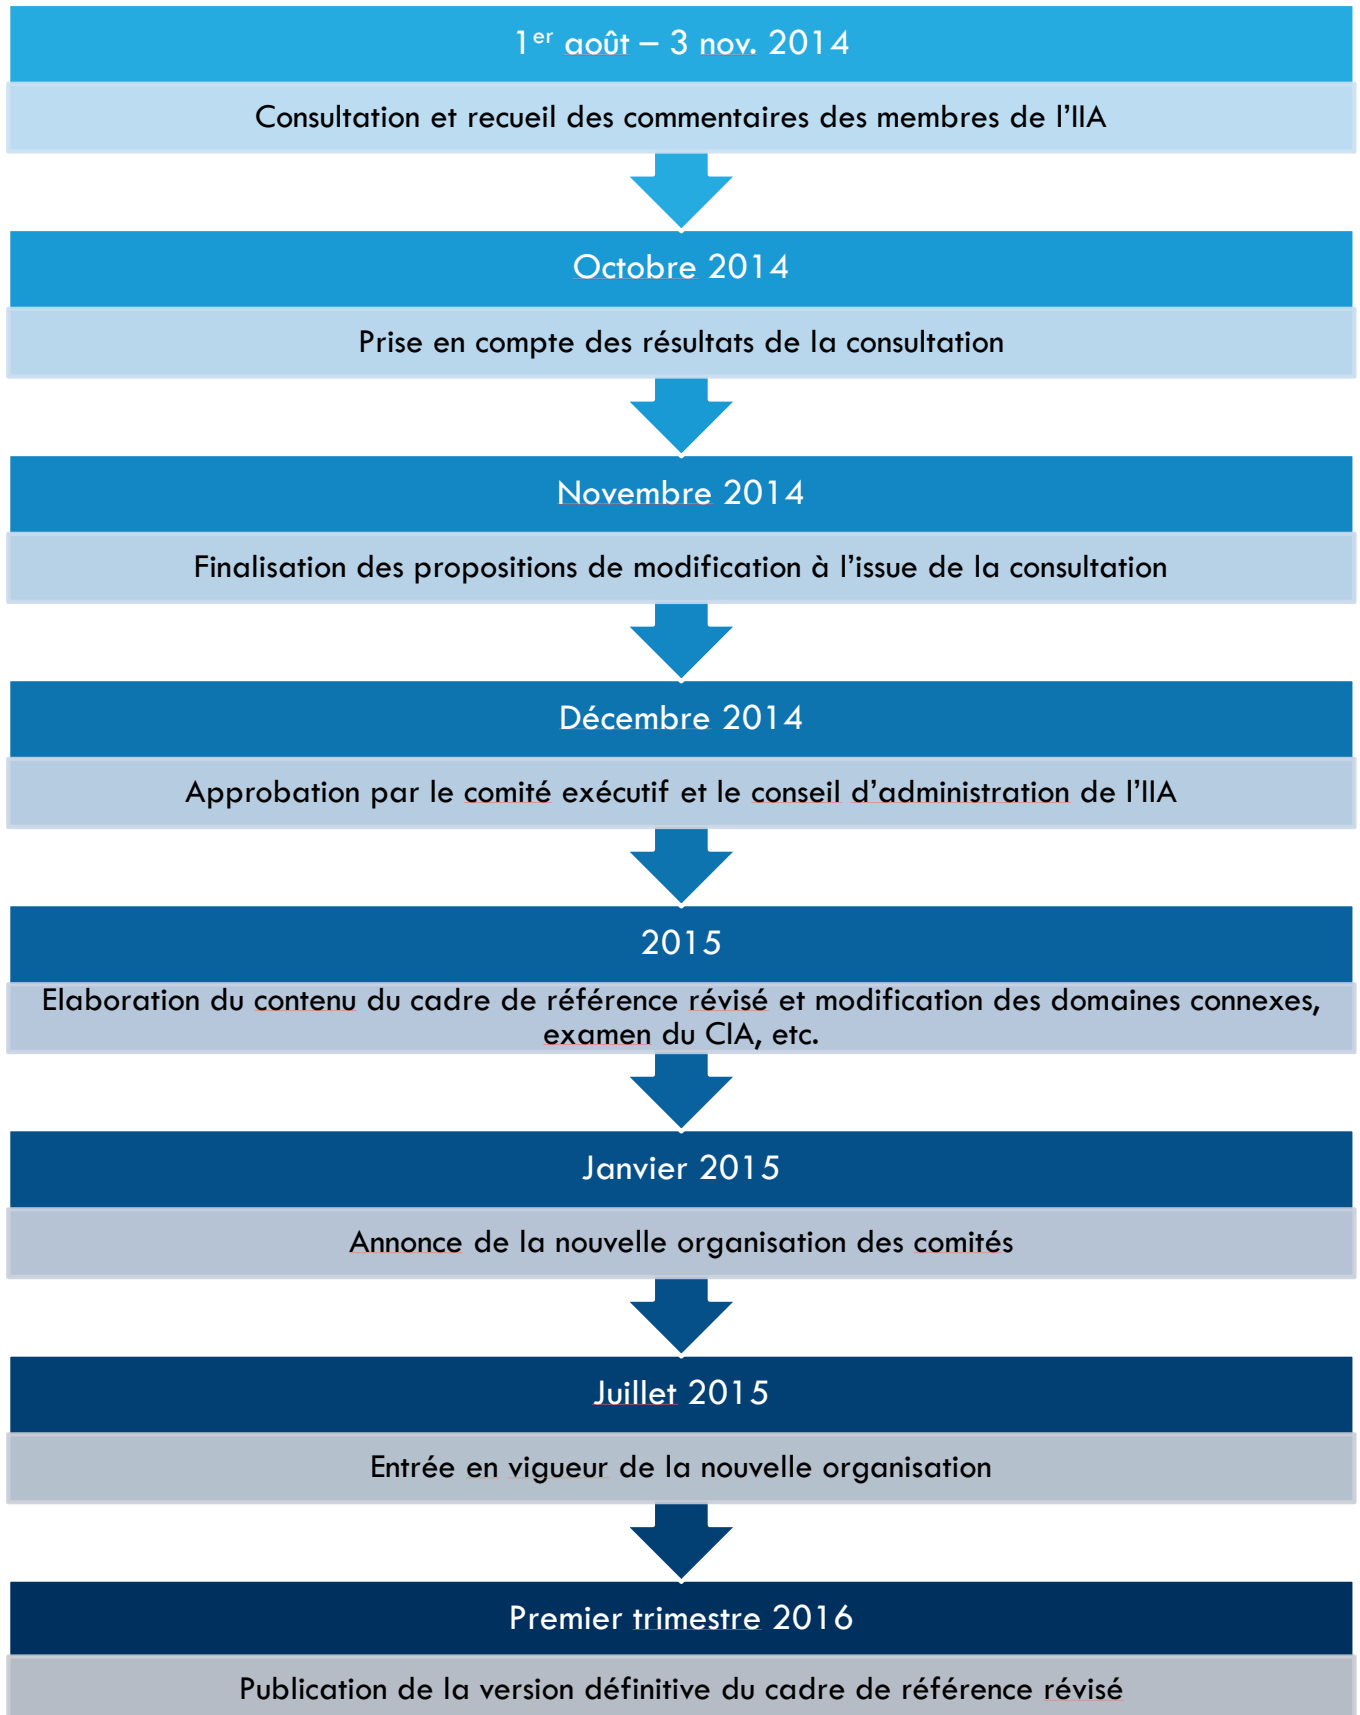 1er août – 3 nov. 2014
Consultation et recueil des commentaires des membres de l’IIA
Octobre 2014
Prise en compte des résultats de la consultation
Novembre 2014
Finalisation des propositions de modification à l’issue de la consultation
Décembre 2014
Approbation par le comité exécutif et le conseil d’administration de l’IIA
2015
Elaboration du contenu du cadre de référence révisé et modification des domaines connexes,
examen du CIA, etc.
Janvier 2015
Annonce de la nouvelle organisation des comités
Juillet 2015
Entrée en vigueur de la nouvelle organisation
Premier trimestre 2016
Publication de la version définitive du cadre de référence révisé